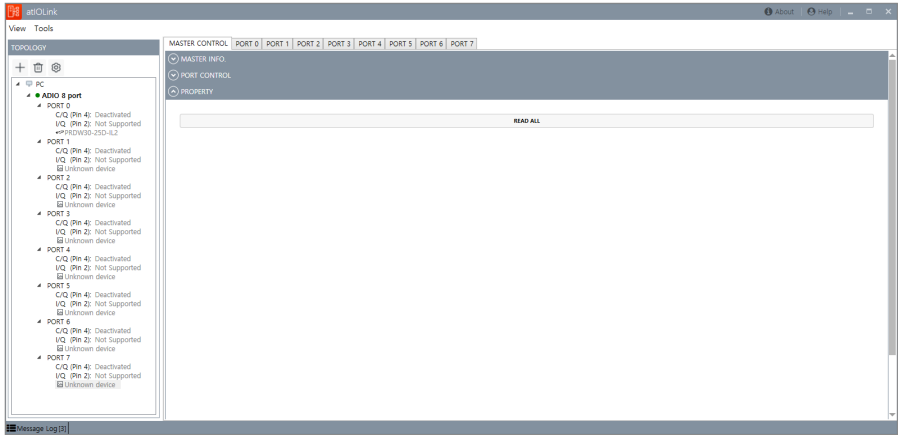 atIOLink
About
Help
View Tools
TOPOLOGY
PC
ADIO 8 port
PORT 0
C/Q (Pin 4): Deactivated
I/Q (Pin 2): Not Supported
PRDW30-25D-IL2
PORT 1
C/Q (Pin 4): Deactivated
I/Q (Pin 2): Not Supported
Unknown device
PORT 2
C/Q (Pin 4): Deactivated
I/Q (Pin 2): Not Supported
Unknown device
PORT 3
C/Q (Pin 4): Deactivated
I/Q (Pin 2): Not Supported
Unknown device
PORT 4
C/Q (Pin 4): Deactivated
I/Q (Pin 2): Not Supported
Unknown device
PORT 5
C/Q (Pin 4): Deactivated
I/Q (Pin 2): Not Supported
Unknown device
PORT 6
C/Q (Pin 4): Deactivated
I/Q (Pin 2): Not Supported
Unknown device
PORT 7
C/Q (Pin 4): Deactivated
I/Q (Pin 2): Not Supported
Unknown device
MASTER CONTROL PORT 0 PORT 1 PORT 2 PORT 3 PORT 4 PORT 5 PORT 6 PORT 7
MASTER INFO.
PORT CONTROL
PROPERTY
READ ALL
Message Log [3]